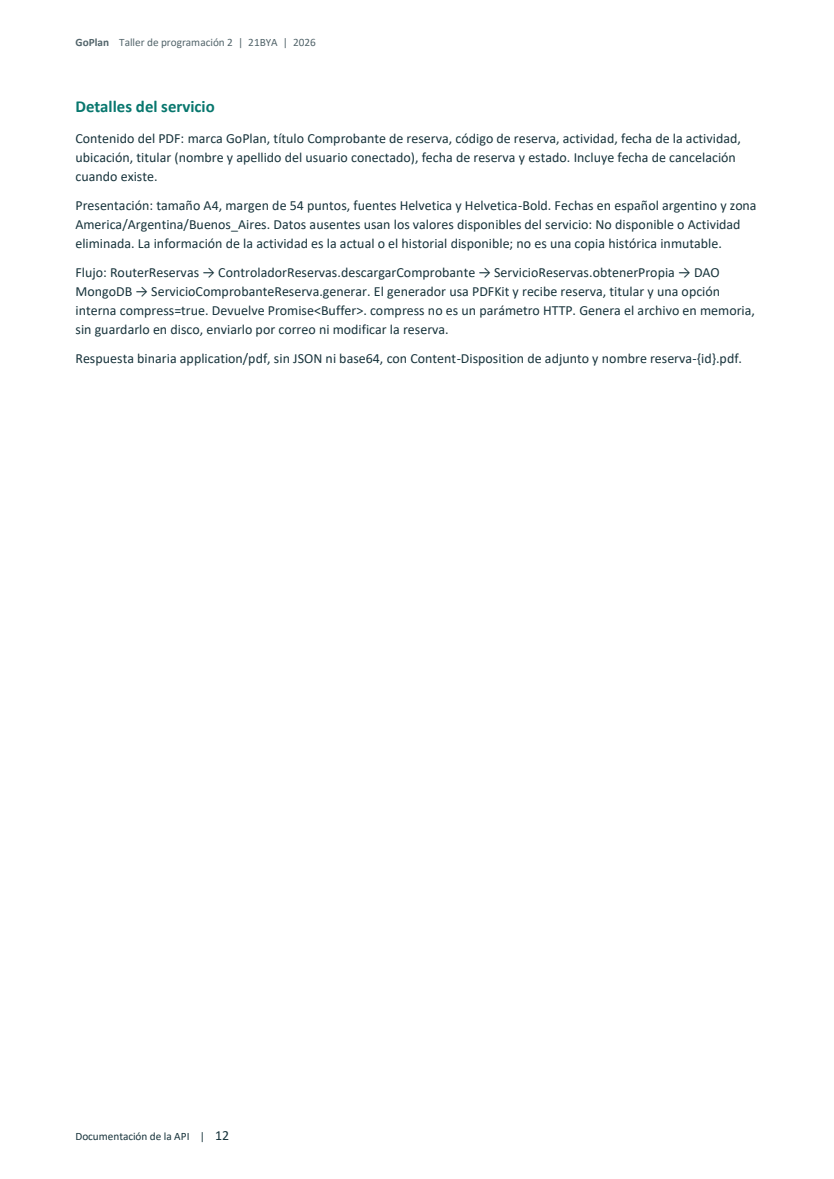 GoPlan Taller de programación 2 | 21BYA | 2026
Detalles del servicio
Contenido del PDF: marca GoPlan, título Comprobante de reserva, código de reserva, actividad, fecha de la actividad,
ubicación, titular (nombre y apellido del usuario conectado), fecha de reserva y estado. Incluye fecha de cancelación
cuando existe.
Presentación: tamaño A4, margen de 54 puntos, fuentes Helvetica y Helvetica-Bold. Fechas en español argentino y zona
America/Argentina/Buenos_Aires. Datos ausentes usan los valores disponibles del servicio: No disponible o Actividad
eliminada. La información de la actividad es la actual o el historial disponible; no es una copia histórica inmutable.
Flujo: RouterReservas → ControladorReservas.descargarComprobante → ServicioReservas.obtenerPropia → DAO
MongoDB → ServicioComprobanteReserva.generar. El generador usa PDFKit y recibe reserva, titular y una opción
interna compress=true. Devuelve Promise<Buffer>. compress no es un parámetro HTTP. Genera el archivo en memoria,
sin guardarlo en disco, enviarlo por correo ni modificar la reserva.
Respuesta binaria application/pdf, sin JSON ni base64, con Content-Disposition de adjunto y nombre reserva-{id}.pdf.
Documentación de la API | 12